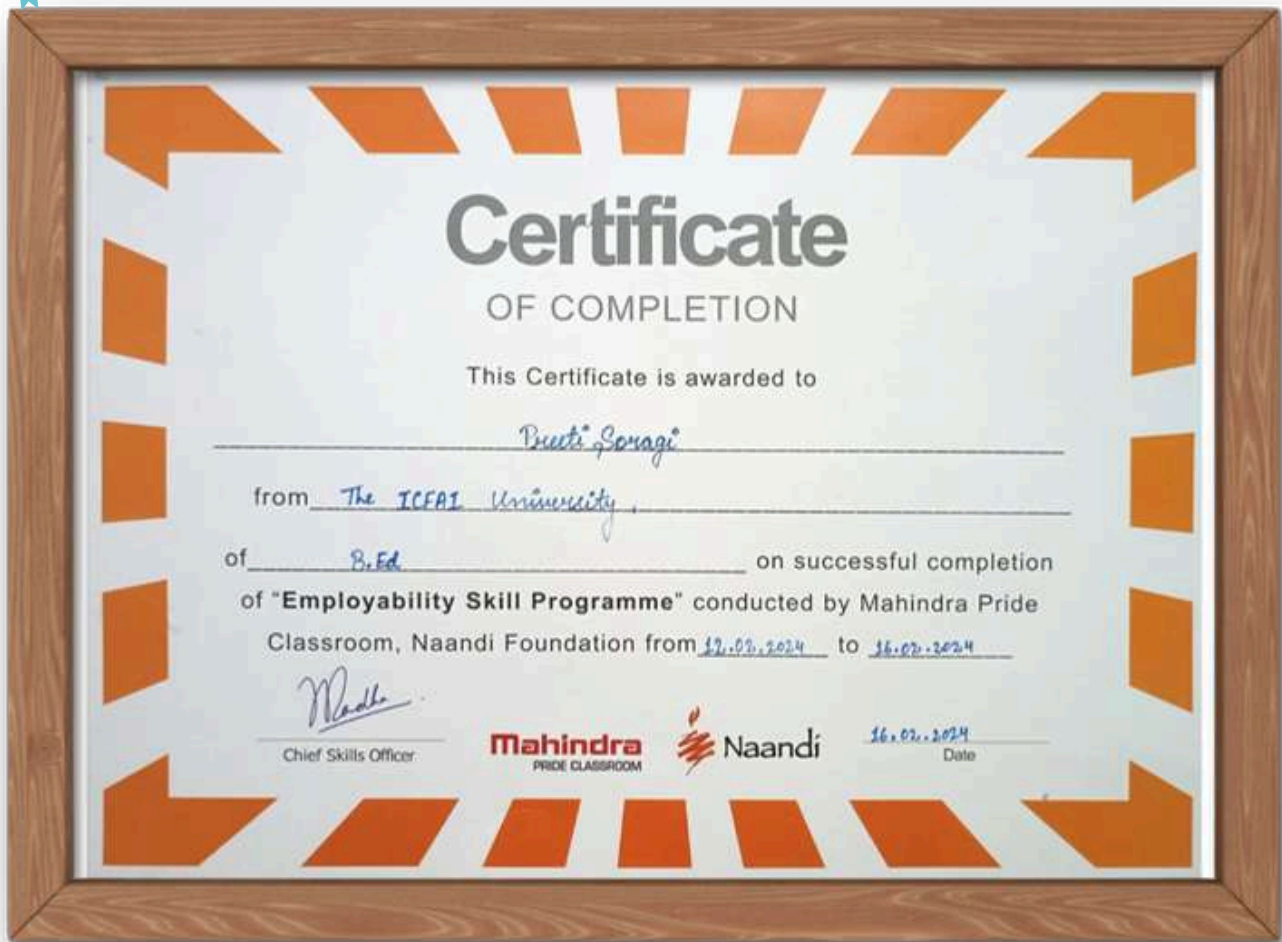 Certificate
OF COMPLETION
This Certificate is awarded to
Preeti Soragi
from The ICFAI University,
of B.Ed on successful completion
of "Employability Skill Programme" conducted by Mahindra Pride
Classroom, Naandi Foundation from 12.02.2024 to 16.02.2024
Chief Skills Officer
Mahindra
PRIDE CLASSROOM
Naandi
16.02.2024
Date